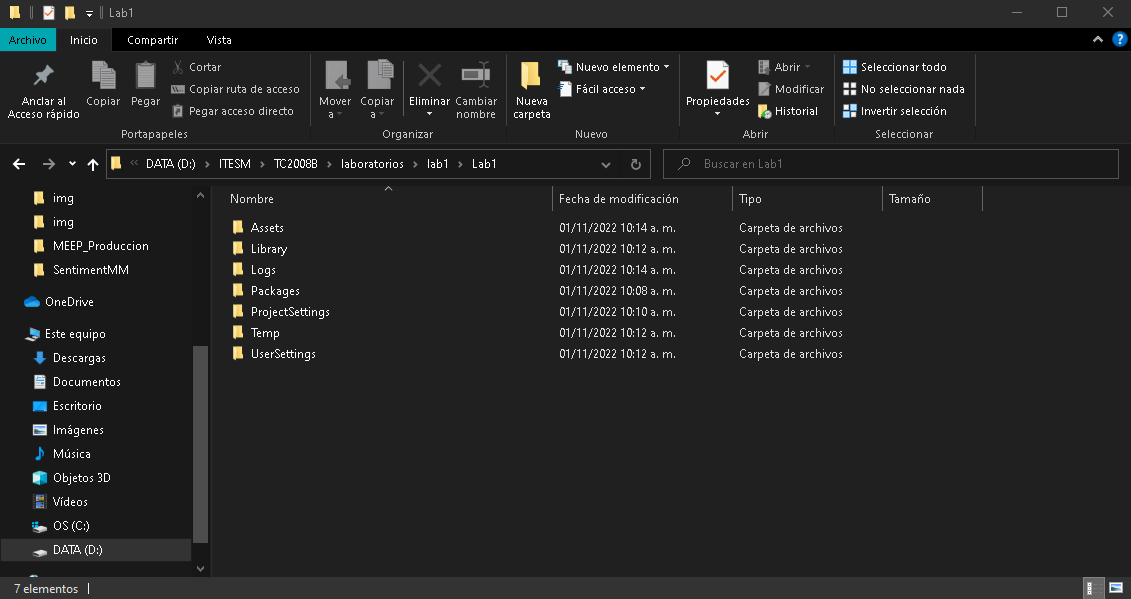 Lab1
Archivo Inicio Compartir Vista
Anclar al Acceso rápido
Copiar
Pegar
Cortar
Copiar ruta de acceso
Pegar acceso directo
Portapapeles
Mover a
Copiar a
Eliminar
Cambiar nombre
Organizar
Nueva carpeta
Nuevo elemento
Fácil acceso
Nuevo
Propiedades
Abrir
Modificar
Historial
Abrir
Seleccionar todo
No seleccionar nada
Invertir selección
Seleccionar
« DATA (D:) > ITESM > TC2008B > laboratorios > lab1 > Lab1
Buscar en Lab1
img
img
MEEP_Produccion
SentimentMM
OneDrive
Este equipo
Descargas
Documentos
Escritorio
Imágenes
Música
Objetos 3D
Vídeos
OS (C:)
DATA (D:)
Nombre Fecha de modificación Tipo Tamaño
Assets 01/11/2022 10:14 a. m. Carpeta de archivos
Library 01/11/2022 10:12 a. m. Carpeta de archivos
Logs 01/11/2022 10:14 a. m. Carpeta de archivos
Packages 01/11/2022 10:08 a. m. Carpeta de archivos
ProjectSettings 01/11/2022 10:10 a. m. Carpeta de archivos
Temp 01/11/2022 10:12 a. m. Carpeta de archivos
UserSettings 01/11/2022 10:12 a. m. Carpeta de archivos
7 elementos